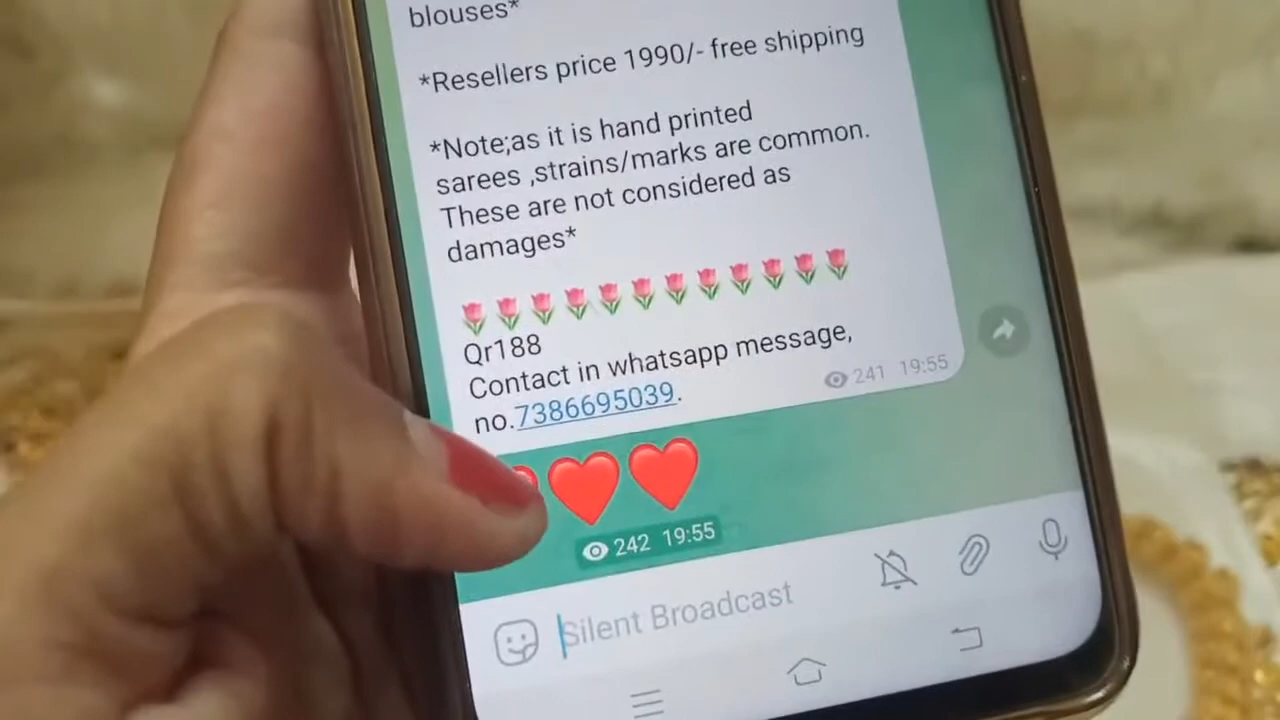 blouses*
*Resellers price 1990/- free shipping
*Note;as it is hand printed
sarees ,strains/marks are common.
These are not considered as
damages*
Qr188
Contact in whatsapp message,
no.7386695039.
241 19:55
242 19:55
Silent Broadcast